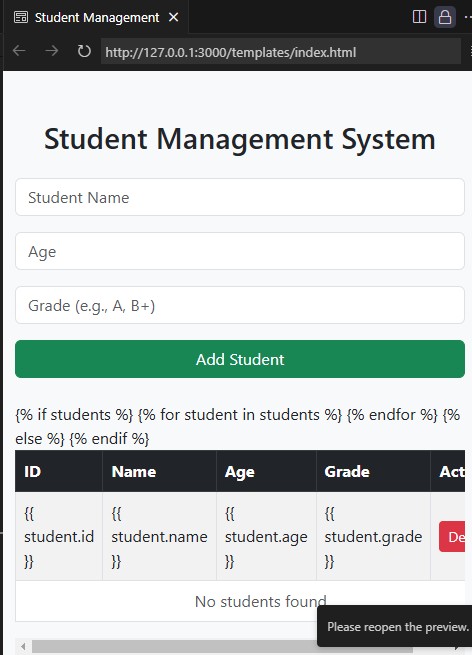 Student Management
http://127.0.0.1:3000/templates/index.html
Student Management System
Student Name
Age
Grade (e.g., A, B+)
Add Student
{% if students %} {% for student in students %} {% endfor %} {%
else %} {% endif %}
ID Name Age Grade Act
{{ {{ {{ {{
student.id student.name student.age student.grade De
}} }} }} }}
No students found
Please reopen the preview.